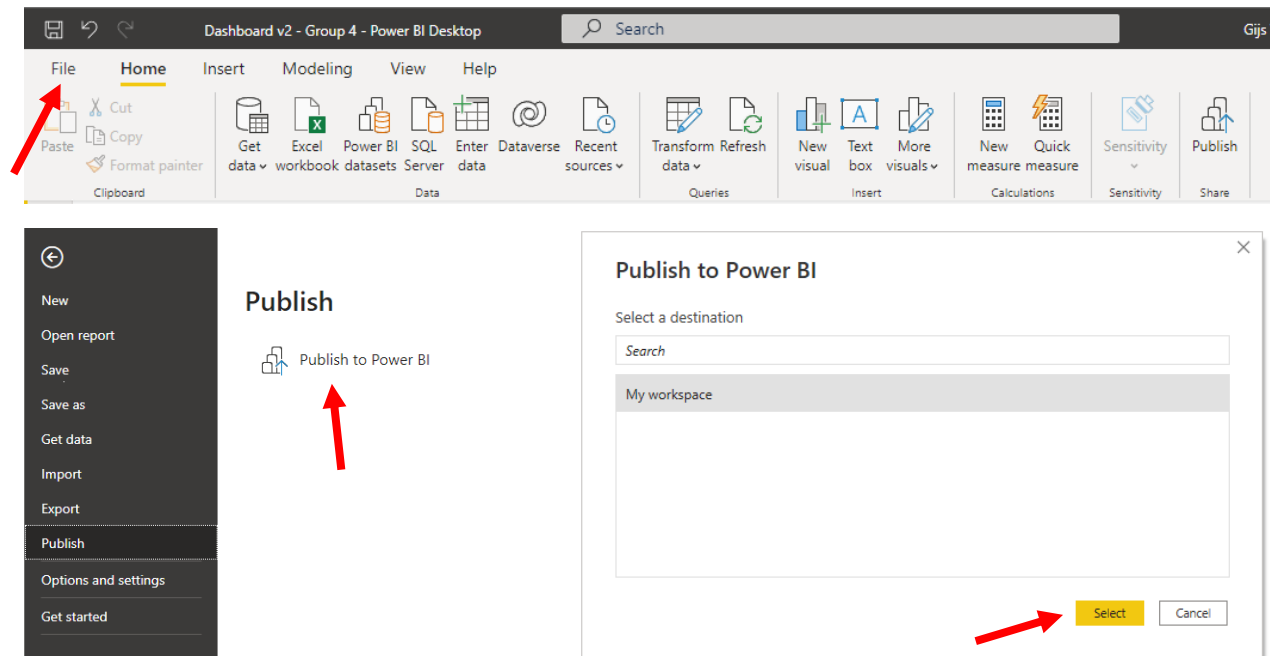 Dashboard v2 - Group 4 - Power BI Desktop
Search
Gijs
File Home Insert Modeling View Help
Paste
Cut
Copy
Format painter
Clipboard
Get data
Excel workbook
Power BI datasets
SQL Server
Enter data
Dataverse
Recent sources
Data
Transform data
Refresh
Queries
New visual
Text box
More visuals
Insert
New measure
Quick measure
Calculations
Sensitivity
Sensitivity
Publish
Share
New
Open report
Save
Save as
Get data
Import
Export
Publish
Options and settings
Get started
Publish
Publish to Power BI
Publish to Power BI
Select a destination
Search
My workspace
Select
Cancel